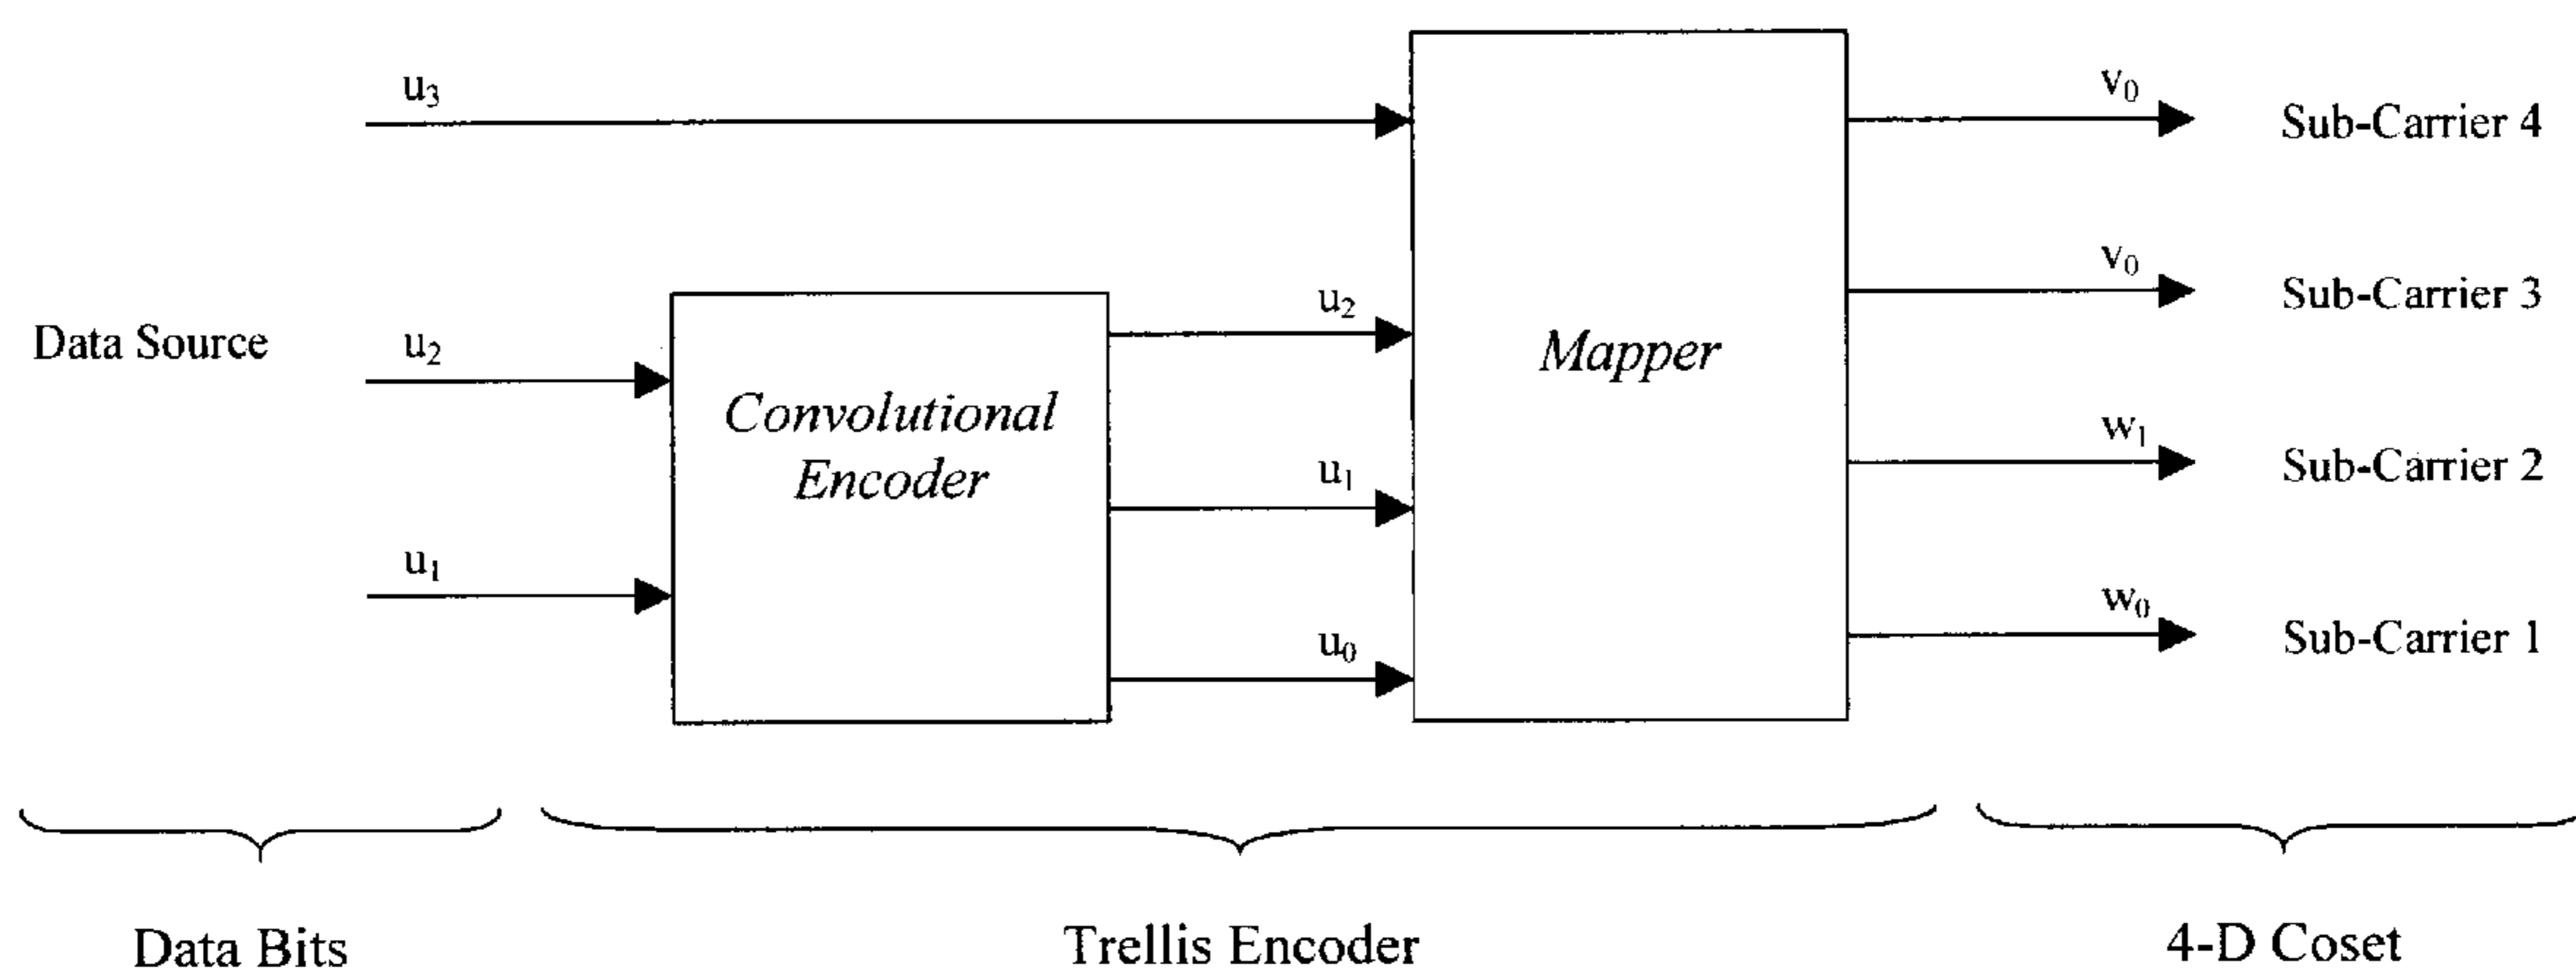 u₃
v₀
Sub-Carrier 4
v₀
Sub-Carrier 3
u₂
Data Source
u₂
Mapper
Convolutional
Encoder
w₁
Sub-Carrier 2
u₁
u₁
w₀
Sub-Carrier 1
u₀
Data Bits
Trellis Encoder
4-D Coset